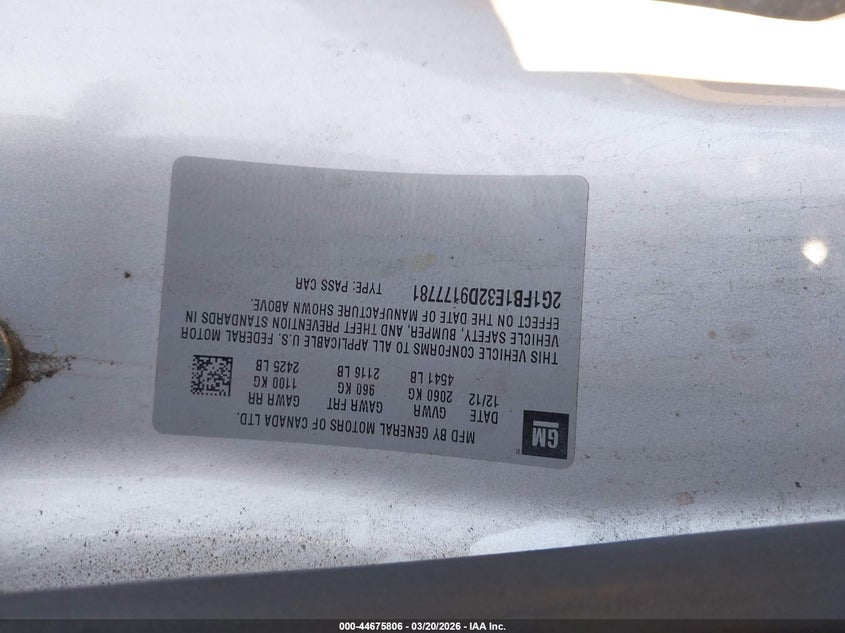 GM
®
MFD BY GENERAL MOTORS OF CANADA LTD.
DATE GVWR GAWR FRT GAWR RR
12/12 2060 KG 960 KG 1100 KG
4541 LB 2116 LB 2425 LB
THIS VEHICLE CONFORMS TO ALL APPLICABLE U.S. FEDERAL MOTOR
VEHICLE SAFETY, BUMPER, AND THEFT PREVENTION STANDARDS IN
EFFECT ON THE DATE OF MANUFACTURE SHOWN ABOVE.
2G1FB1E32D9177781 TYPE: PASS CAR
000-44675806 - 03/20/2026 - IAA Inc.